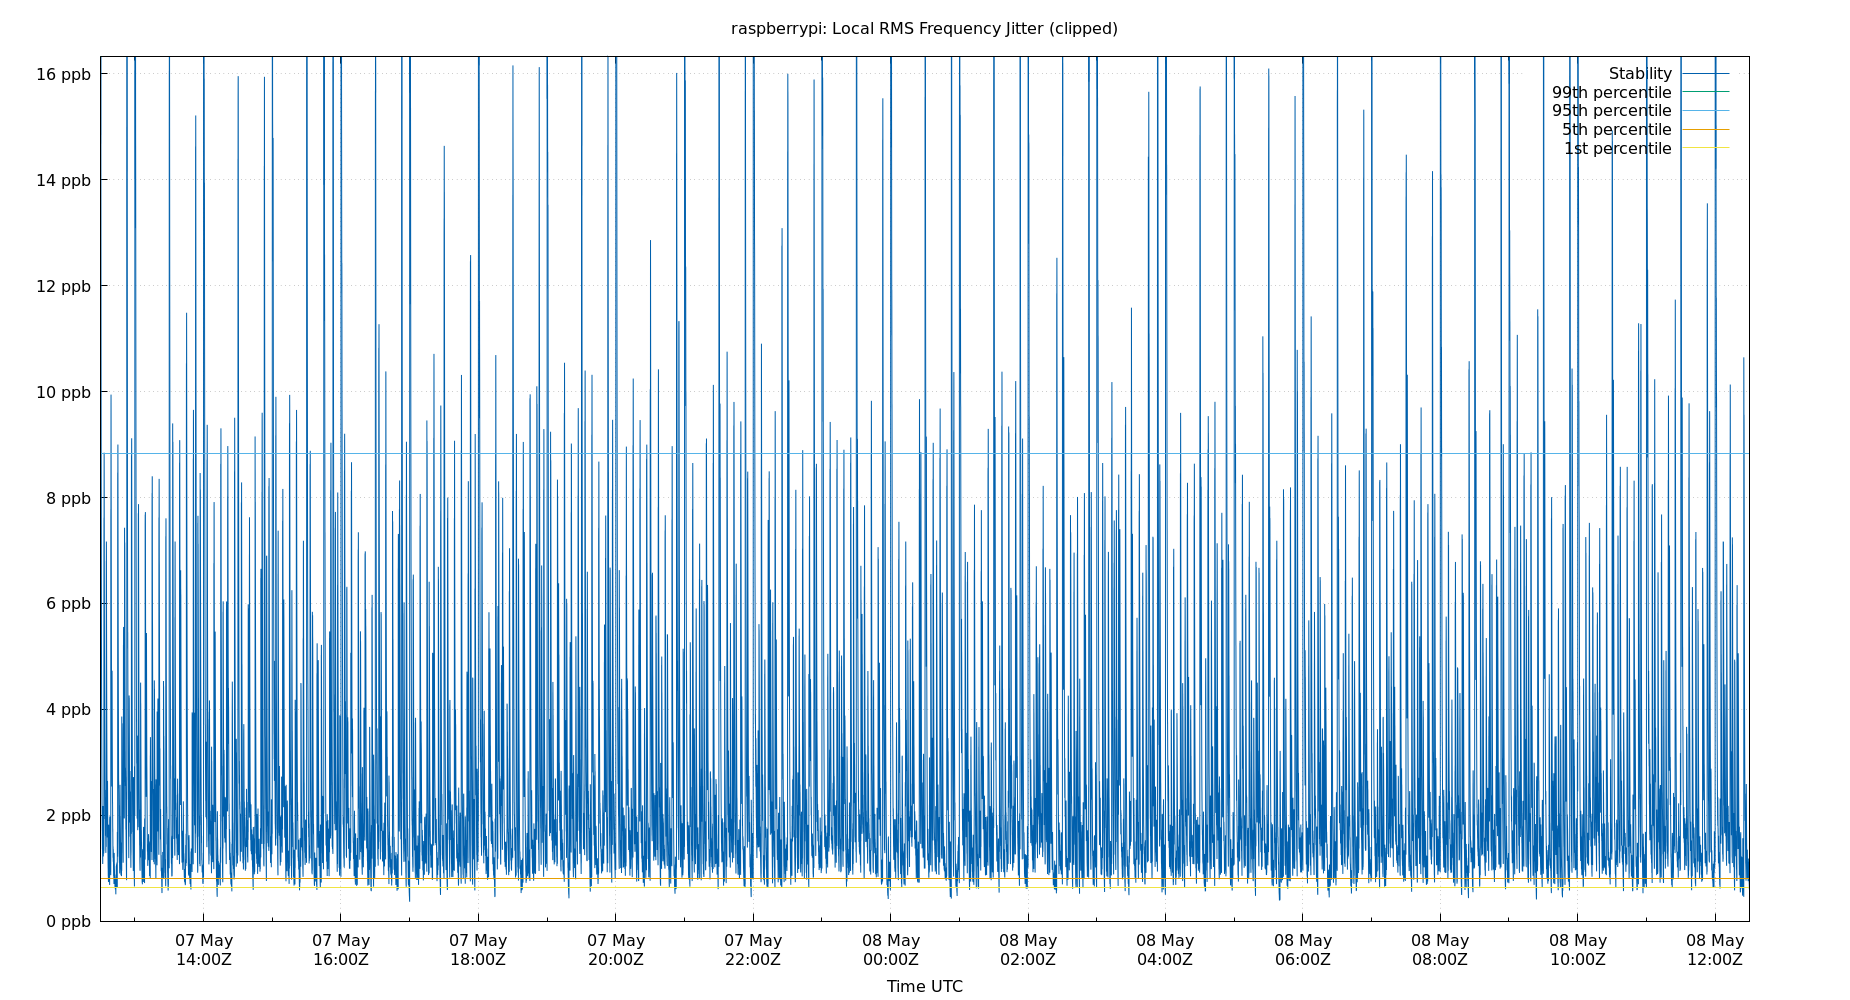 raspberrypi: Local RMS Frequency Jitter (clipped)
16 ppb
14 ppb
12 ppb
10 ppb
8 ppb
6 ppb
4 ppb
2 ppb
0 ppb
Stability
99th percentile
95th percentile
5th percentile
1st percentile
07 May 07 May 07 May 07 May 07 May 08 May 08 May 08 May 08 May 08 May 08 May 08 May
14:00Z 16:00Z 18:00Z 20:00Z 22:00Z 00:00Z 02:00Z 04:00Z 06:00Z 08:00Z 10:00Z 12:00Z
Time UTC